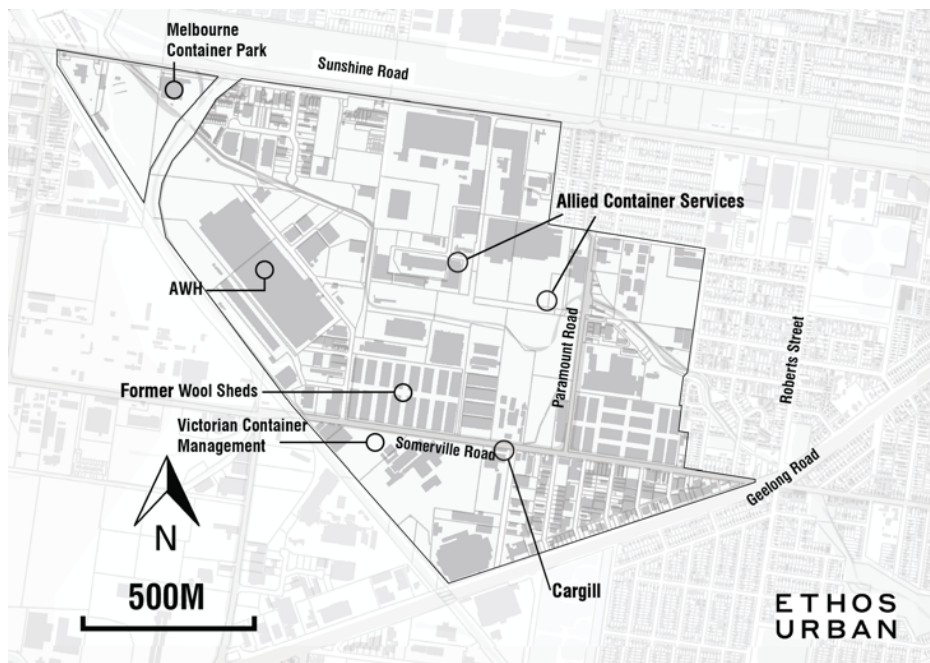 Melbourne
Container Park
Sunshine Road
Allied Container Services
AWH
Paramount Road
Roberts Street
Former Wool Sheds
Victorian Container
Management
Somerville Road
Geelong Road
N
500M
Cargill
ETHOS
URBAN